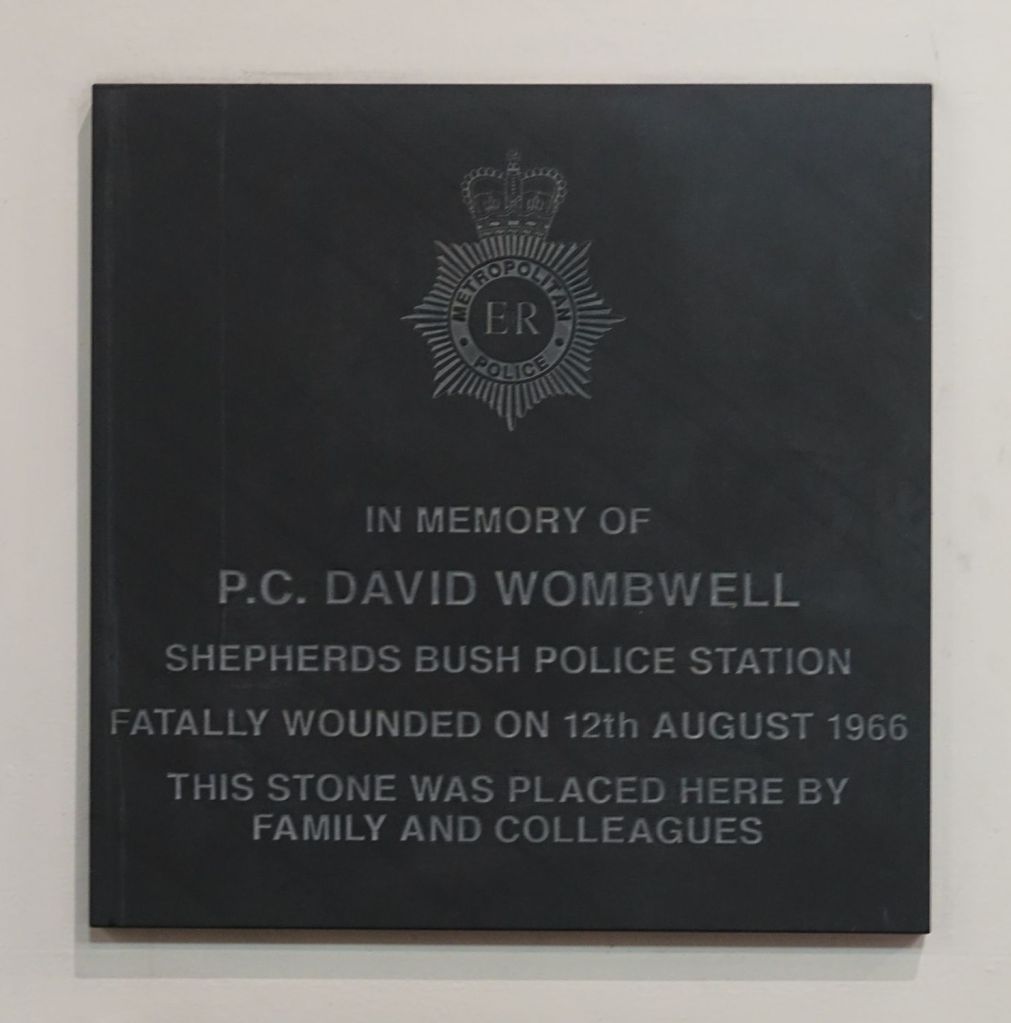 METROPOLITAN
ER
POLICE
IN MEMORY OF
P.C. DAVID WOMBWELL
SHEPHERDS BUSH POLICE STATION
FATALLY WOUNDED ON 12th AUGUST 1966
THIS STONE WAS PLACED HERE BY
FAMILY AND COLLEAGUES